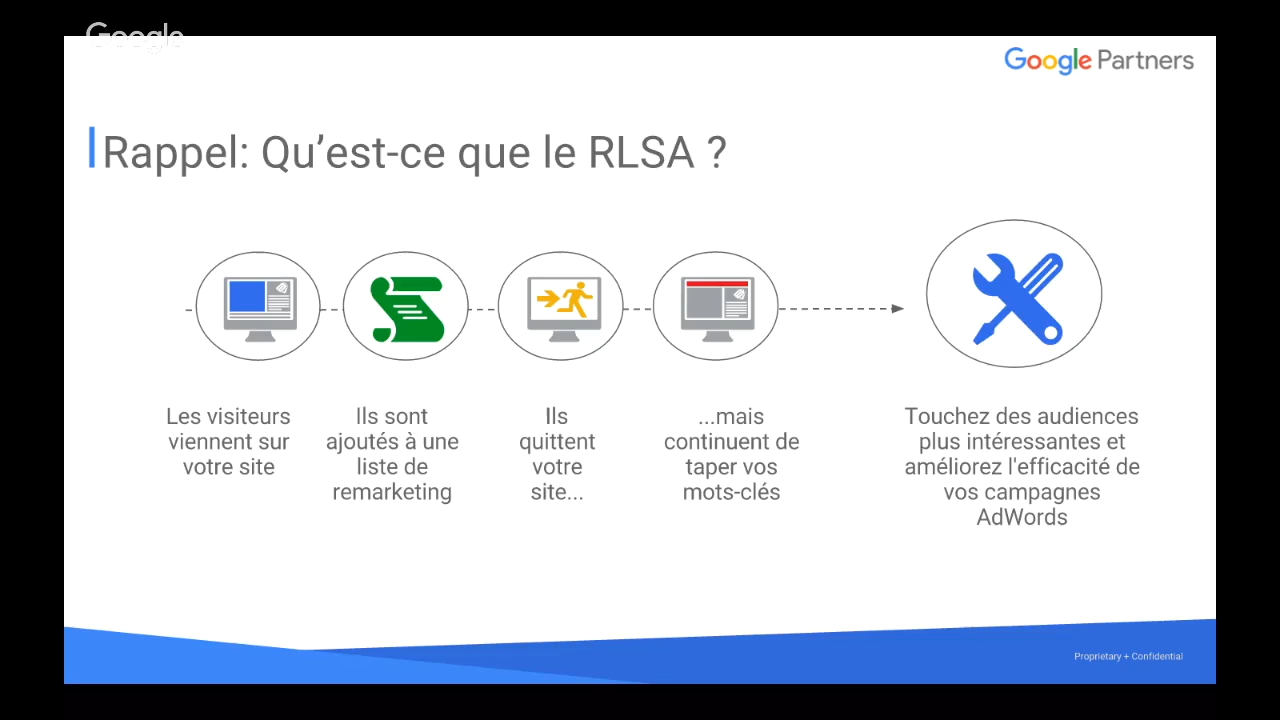 Google
Google Partners
Rappel: Qu’est-ce que le RLSA ?
Les visiteurs
viennent sur
votre site
Ils sont
ajoutés à une
liste de
remarketing
Ils
quittent
votre
site...
...mais
continuent de
taper vos
mots-clés
Touchez des audiences
plus intéressantes et
améliorez l'efficacité de
vos campagnes
AdWords
Proprietary + Confidential